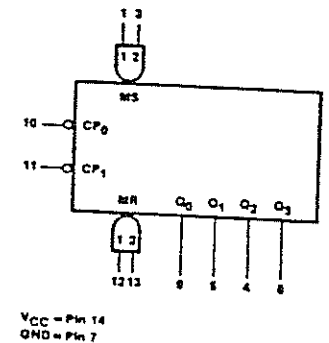 1 3
1 2
MS
10 CP0
11 CP1
MR Q0 Q1 Q2 Q3
1 2
12 13 9 5 4 8
VCC = Pin 14
GND = Pin 7